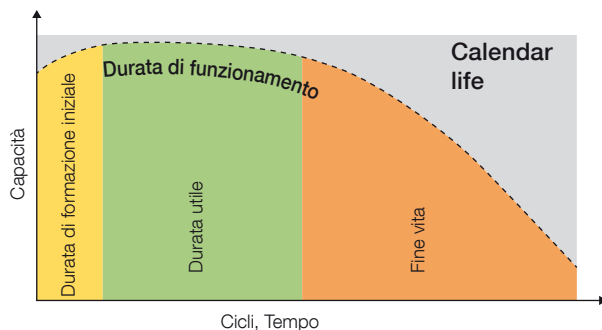 Calendar
life
Durata di funzionamento
Capacità
Durata di formazione iniziale
Durata utile
Fine vita
Cicli, Tempo